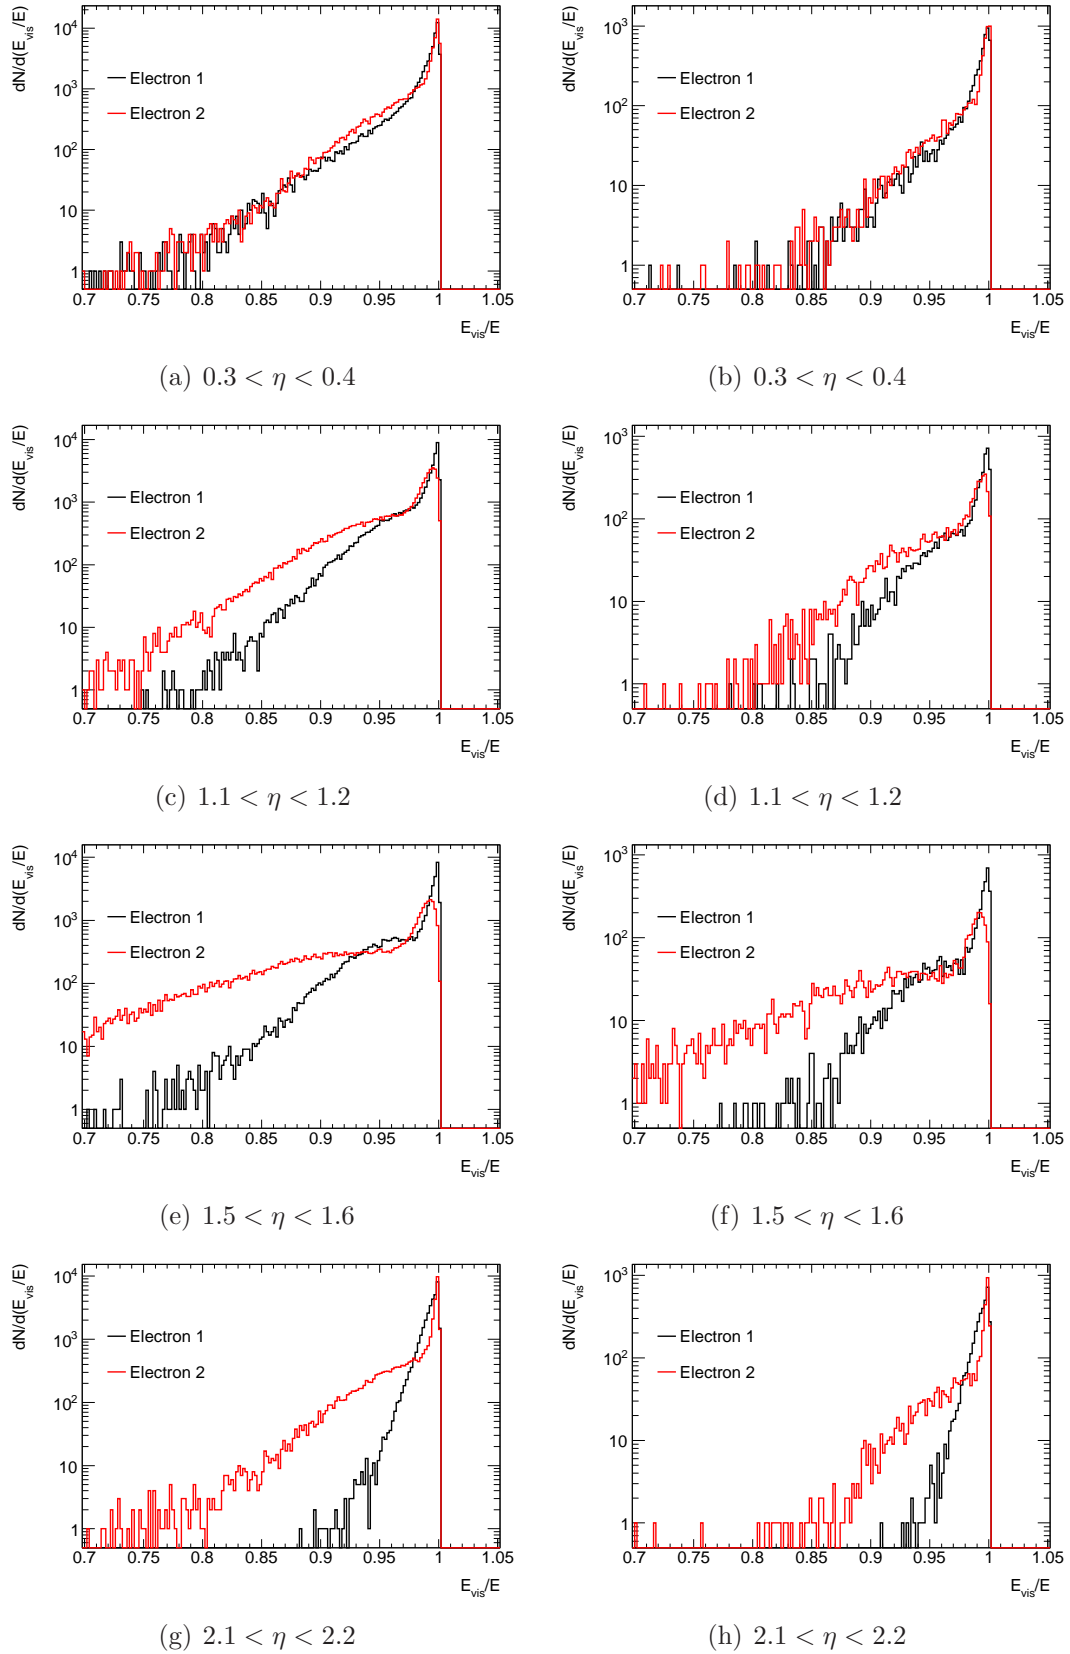 dN/d(E_vis/E)
10^4
10^3
10^2
10
1
Electron 1
Electron 2
0.7 0.75 0.8 0.85 0.9 0.95 1 1.05
E_vis/E
(a) 0.3 < η < 0.4
dN/d(E_vis/E)
10^3
10^2
10
1
Electron 1
Electron 2
0.7 0.75 0.8 0.85 0.9 0.95 1 1.05
E_vis/E
(b) 0.3 < η < 0.4
dN/d(E_vis/E)
10^4
10^3
10^2
10
1
Electron 1
Electron 2
0.7 0.75 0.8 0.85 0.9 0.95 1 1.05
E_vis/E
(c) 1.1 < η < 1.2
dN/d(E_vis/E)
10^3
10^2
10
1
Electron 1
Electron 2
0.7 0.75 0.8 0.85 0.9 0.95 1 1.05
E_vis/E
(d) 1.1 < η < 1.2
dN/d(E_vis/E)
10^4
10^3
10^2
10
1
Electron 1
Electron 2
0.7 0.75 0.8 0.85 0.9 0.95 1 1.05
E_vis/E
(e) 1.5 < η < 1.6
dN/d(E_vis/E)
10^3
10^2
10
1
Electron 1
Electron 2
0.7 0.75 0.8 0.85 0.9 0.95 1 1.05
E_vis/E
(f) 1.5 < η < 1.6
dN/d(E_vis/E)
10^4
10^3
10^2
10
1
Electron 1
Electron 2
0.7 0.75 0.8 0.85 0.9 0.95 1 1.05
E_vis/E
(g) 2.1 < η < 2.2
dN/d(E_vis/E)
10^3
10^2
10
1
Electron 1
Electron 2
0.7 0.75 0.8 0.85 0.9 0.95 1 1.05
E_vis/E
(h) 2.1 < η < 2.2